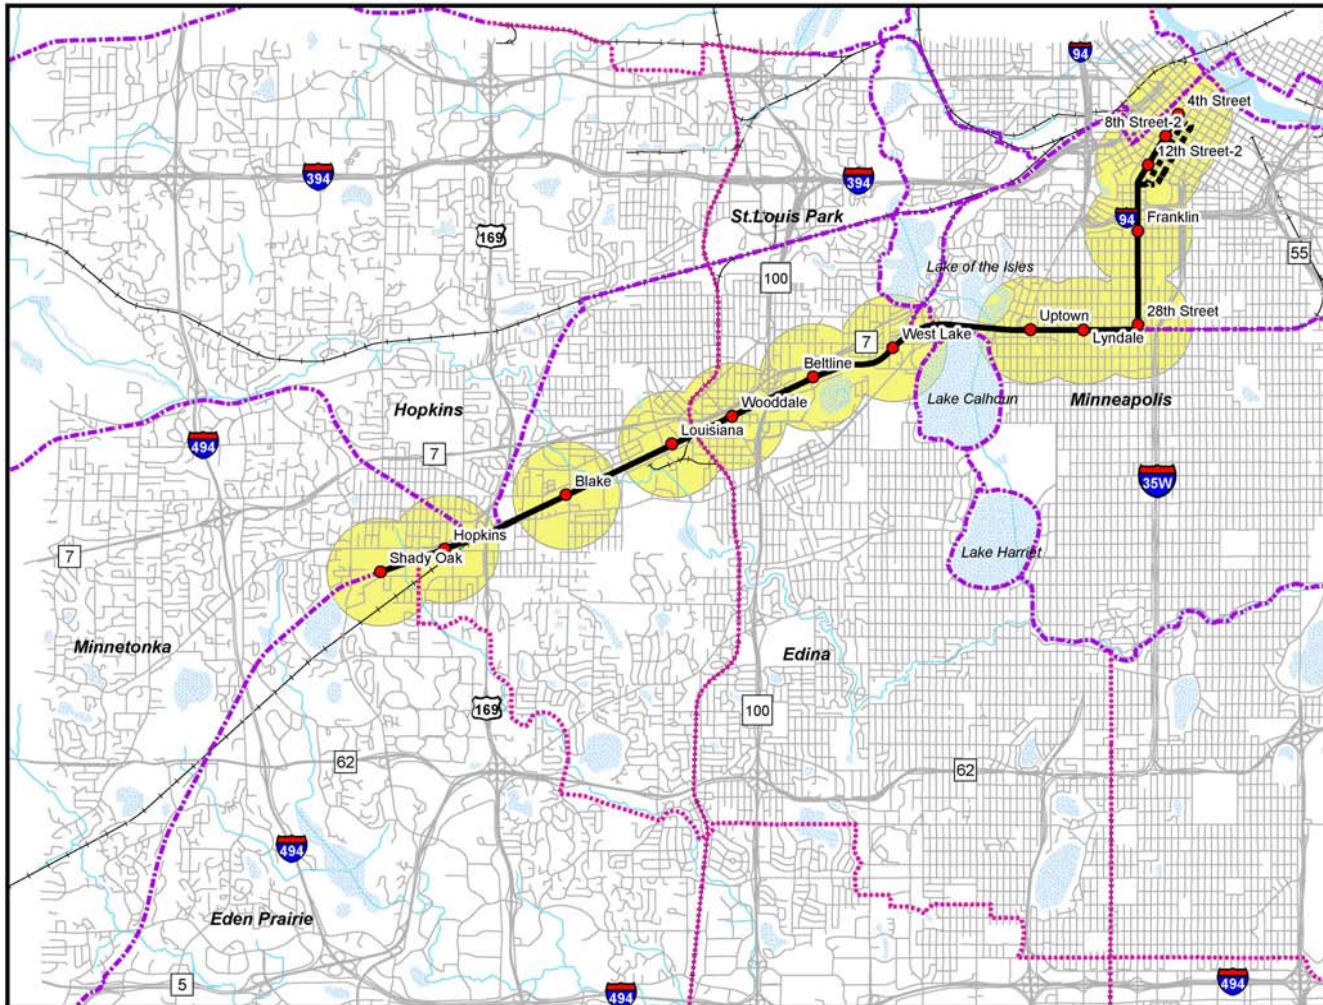 94
4th Street
8th Street-2
12th Street-2
394
394
St.Louis Park
94
Franklin
169
55
100
Lake of the Isles
28th Street
Uptown
Lyndale
7
West Lake
Beltline
Lake Calhoun
Minneapolis
Hopkins
Wooddale
Louisiana
494
7
Blake
35W
Hopkins
Lake Harriet
7
Shady Oak
Minnetonka
Edina
169
100
62
62
494
Eden Prairie
5
494
494